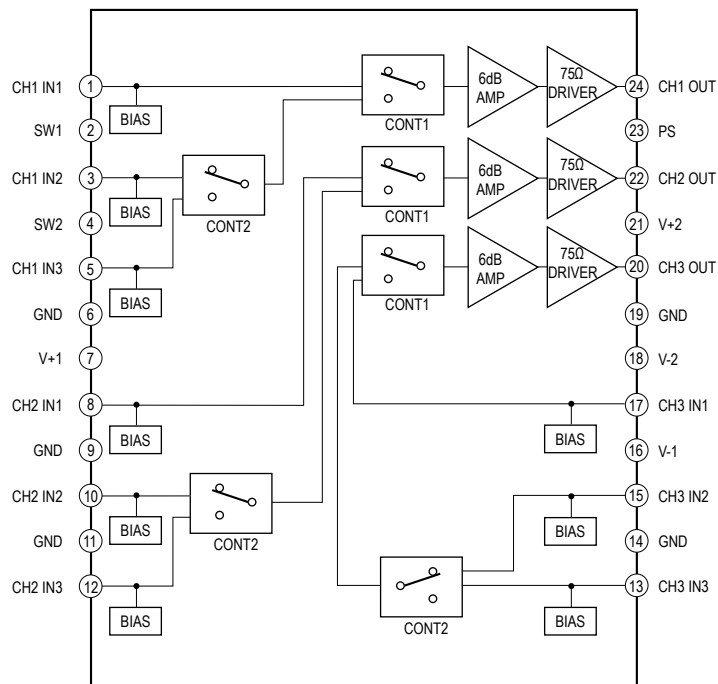 CH1 IN1
1
BIAS
SW1
2
CH1 IN2
3
BIAS
CONT2
SW2
4
CH1 IN3
5
BIAS
GND
6
V+1
7
CH2 IN1
8
BIAS
GND
9
CH2 IN2
10
BIAS
CONT2
GND
11
CH2 IN3
12
BIAS
CONT1
6dB
AMP
75Ω
DRIVER
24
CH1 OUT
23
PS
CONT1
6dB
AMP
75Ω
DRIVER
22
CH2 OUT
21
V+2
CONT1
6dB
AMP
75Ω
DRIVER
20
CH3 OUT
19
GND
18
V-2
17
CH3 IN1
BIAS
16
V-1
15
CH3 IN2
BIAS
14
GND
13
CH3 IN3
BIAS
CONT2